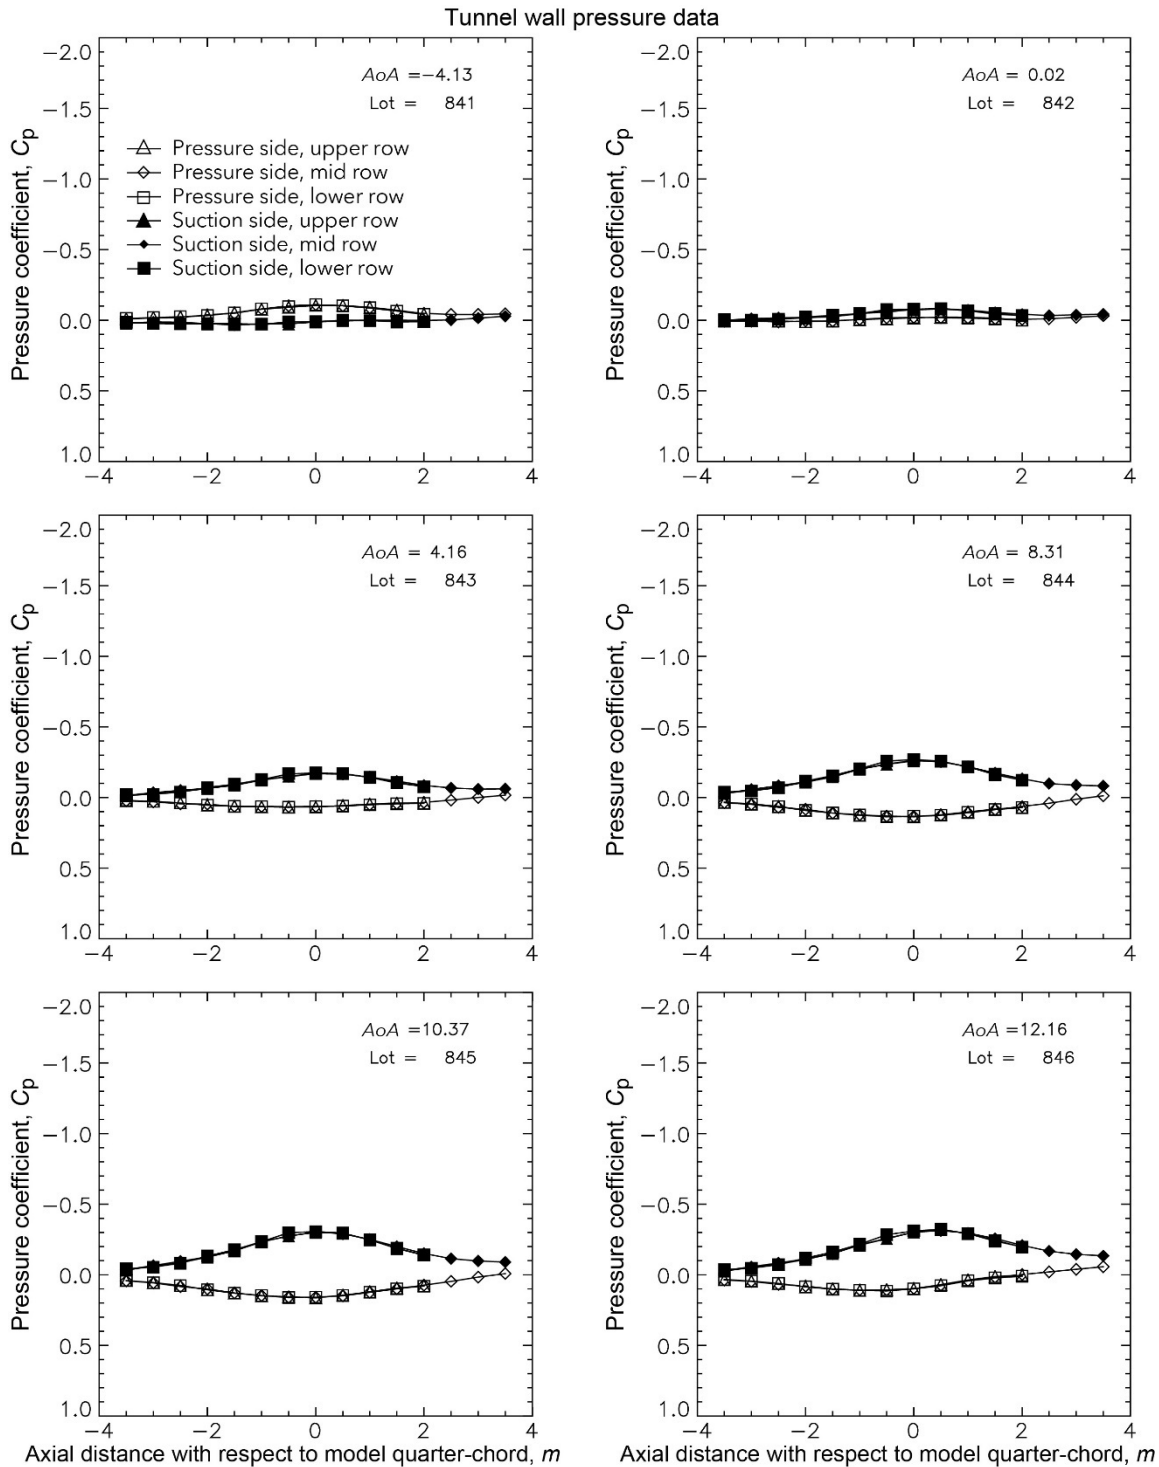 Tunnel wall pressure data
Pressure coefficient, Cp
−2.0
−1.5
−1.0
−0.5
0.0
0.5
1.0
−4
−2
0
2
4
AoA =−4.13
Lot = 841
Pressure side, upper row
Pressure side, mid row
Pressure side, lower row
Suction side, upper row
Suction side, mid row
Suction side, lower row
Pressure coefficient, Cp
−2.0
−1.5
−1.0
−0.5
0.0
0.5
1.0
−4
−2
0
2
4
AoA = 0.02
Lot = 842
Pressure coefficient, Cp
−2.0
−1.5
−1.0
−0.5
0.0
0.5
1.0
−4
−2
0
2
4
AoA = 4.16
Lot = 843
Pressure coefficient, Cp
−2.0
−1.5
−1.0
−0.5
0.0
0.5
1.0
−4
−2
0
2
4
AoA = 8.31
Lot = 844
Pressure coefficient, Cp
−2.0
−1.5
−1.0
−0.5
0.0
0.5
1.0
−4
−2
0
2
4
AoA =10.37
Lot = 845
Axial distance with respect to model quarter-chord, m
Pressure coefficient, Cp
−2.0
−1.5
−1.0
−0.5
0.0
0.5
1.0
−4
−2
0
2
4
AoA =12.16
Lot = 846
Axial distance with respect to model quarter-chord, m